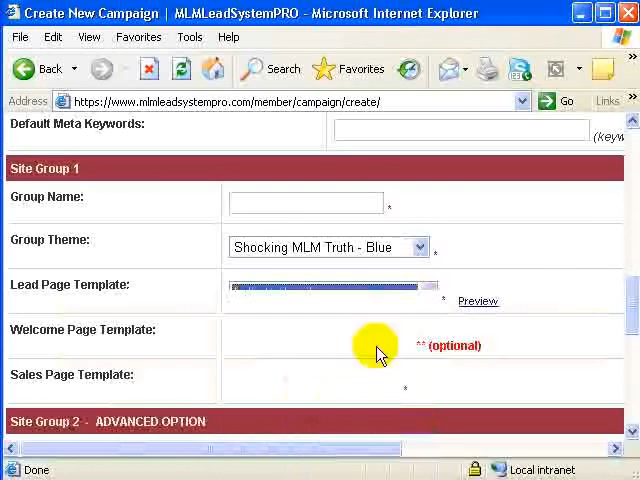 Create New Campaign | MLMLeadSystemPRO - Microsoft Internet Explorer
File Edit View Favorites Tools Help
Back Search Favorites
Address https://www.mlmleadsystempro.com/member/campaign/create/ Go Links
Default Meta Keywords: (keyw
Site Group 1
Group Name: *
Group Theme: Shocking MLM Truth - Blue *
Lead Page Template: * Preview
Welcome Page Template: ** (optional)
Sales Page Template: *
Site Group 2 - ADVANCED OPTION
Done Local intranet